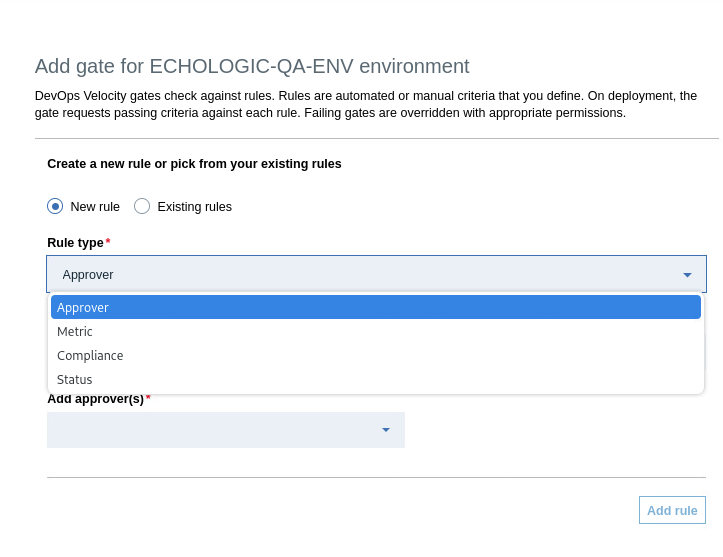 Add gate for ECHOLOGIC-QA-ENV environment
DevOps Velocity gates check against rules. Rules are automated or manual criteria that you define. On deployment, the
gate requests passing criteria against each rule. Failing gates are overridden with appropriate permissions.
Create a new rule or pick from your existing rules
New rule
Existing rules
Rule type*
Approver
Approver
Metric
Compliance
Status
Add approver(s)*
Add rule